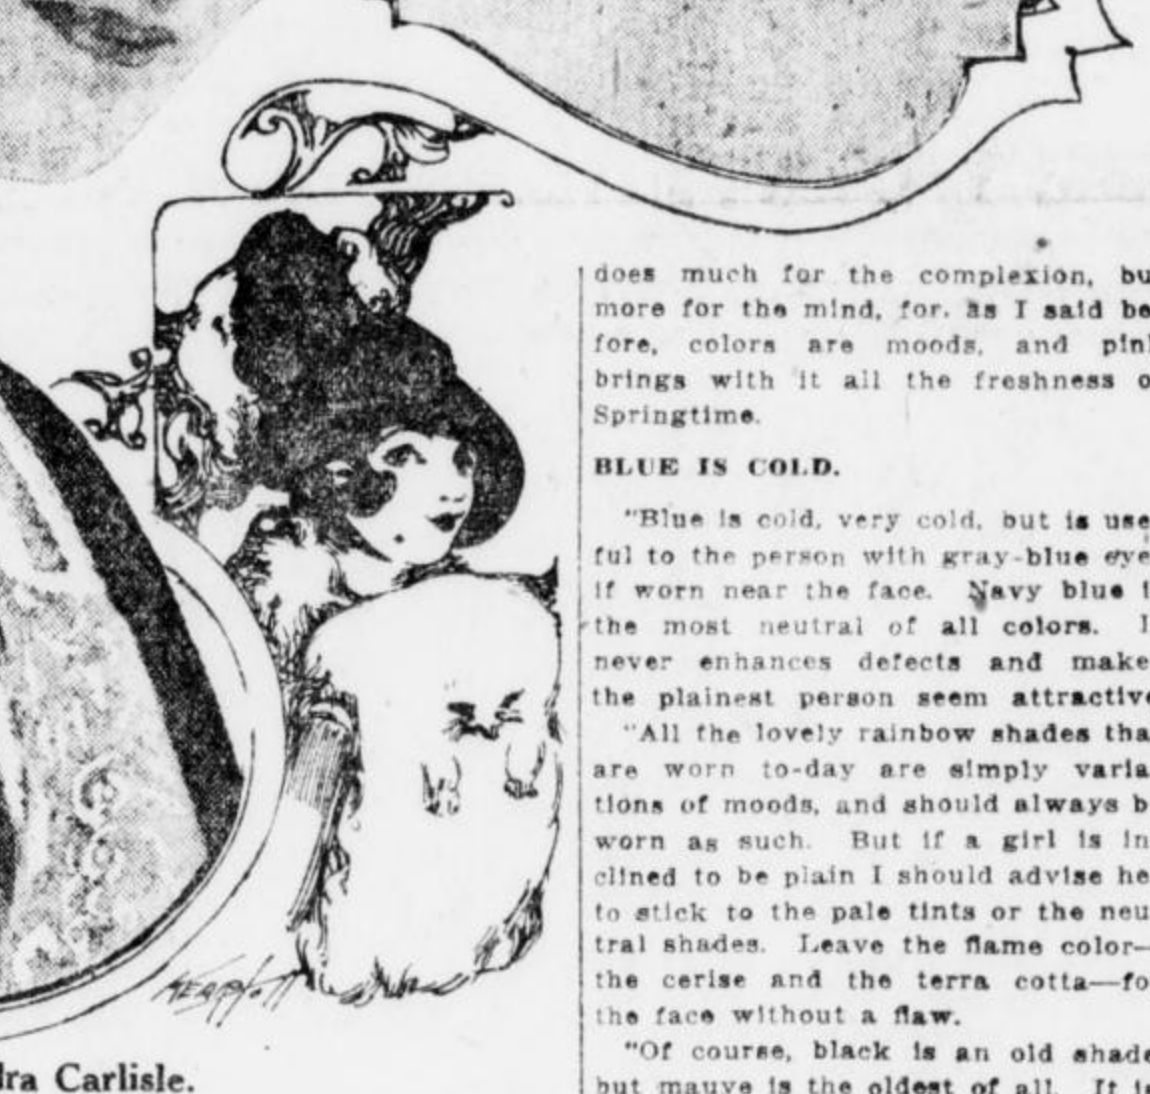 does much for the complexion, bu
more for the mind, for, as I said be
fore, colors are moods, and pin
brings with it all the freshness o
Springtime.
BLUE IS COLD.
"Blue is cold, very cold, but is use
ful to the person with gray-blue eye
if worn near the face. Navy blue i
the most neutral of all colors. I
never enhances defects and make
the plainest person seem attractive
"All the lovely rainbow shades tha
are worn to-day are simply varia
tions of moods, and should always b
worn as such. But if a girl is in
clined to be plain I should advise he
to stick to the pale tints or the neu
tral shades. Leave the flame color—
the cerise and the terra cotta—fo
the face without a flaw.
"Of course, black is an old shade
but mauve is the oldest of all. It is
dra Carlisle.